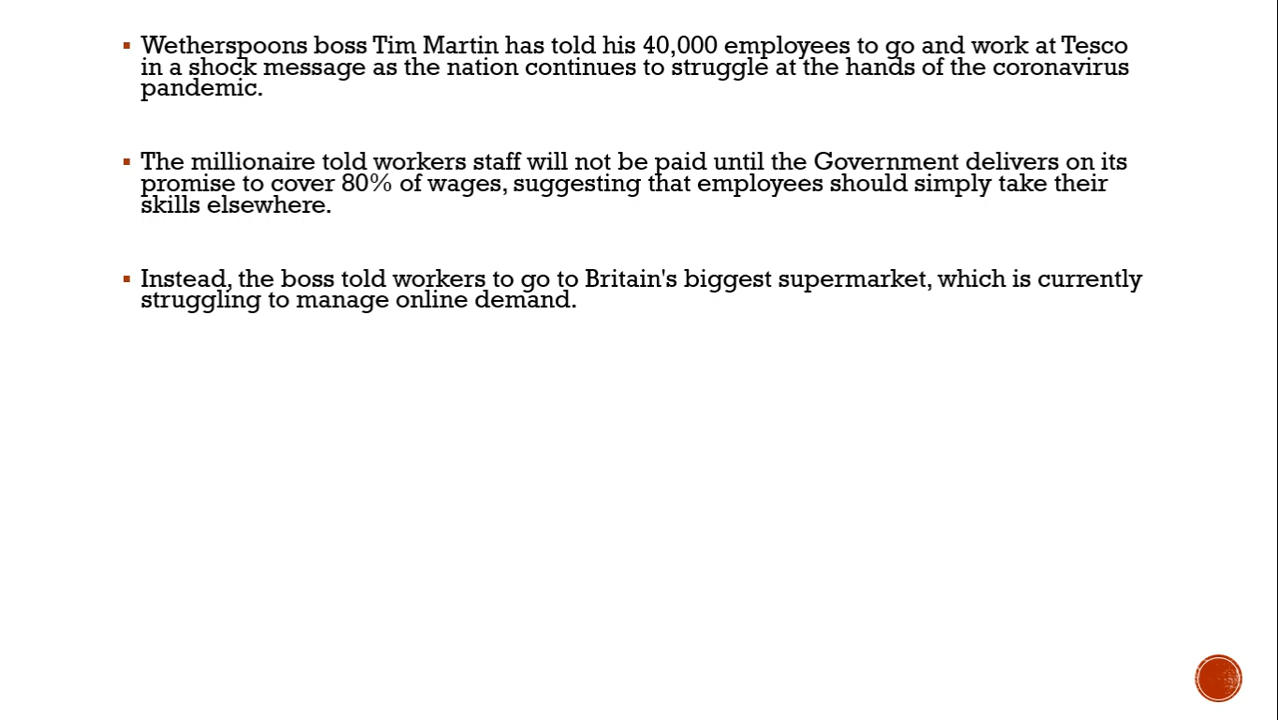 Wetherspoons boss Tim Martin has told his 40,000 employees to go and work at Tesco
in a shock message as the nation continues to struggle at the hands of the coronavirus
pandemic.
The millionaire told workers staff will not be paid until the Government delivers on its
promise to cover 80% of wages, suggesting that employees should simply take their
skills elsewhere.
Instead, the boss told workers to go to Britain's biggest supermarket, which is currently
struggling to manage online demand.